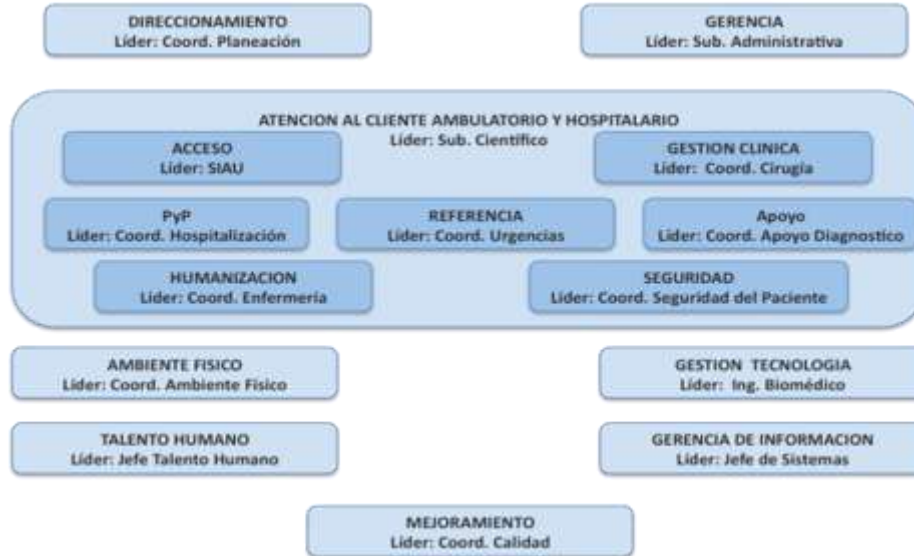 DIRECCIONAMIENTO
Líder: Coord. Planeación
GERENCIA
Líder: Sub. Administrativa
ATENCION AL CLIENTE AMBULATORIO Y HOSPITALARIO
Líder: Sub. Científico
ACCESO
Líder: SIAU
GESTION CLINICA
Líder: Coord. Cirugía
PyP
Líder: Coord. Hospitalización
REFERENCIA
Líder: Coord. Urgencias
Apoyo
Líder: Coord. Apoyo Diagnostico
HUMANIZACION
Líder: Coord. Enfermería
SEGURIDAD
Líder: Coord. Seguridad del Paciente
AMBIENTE FISICO
Líder: Coord. Ambiente Físico
GESTION TECNOLOGIA
Líder: Ing. Biomédico
TALENTO HUMANO
Líder: Jefe Talento Humano
GERENCIA DE INFORMACION
Líder: Jefe de Sistemas
MEJORAMIENTO
Líder: Coord. Calidad